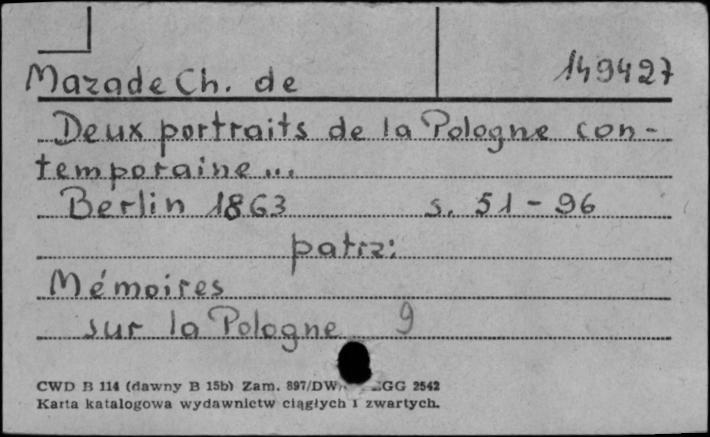 Mazade Ch. de 149427
Deux portraits de la Pologne con-
temporaine...
Berlin 1863 s. 51 - 96
patrz:
Mémoires
sur la Pologne 9
CWD B 114 (dawny B 15b) Zam. 897/DW GG 2542
Karta katalogowa wydawnictw ciągłych i zwartych.